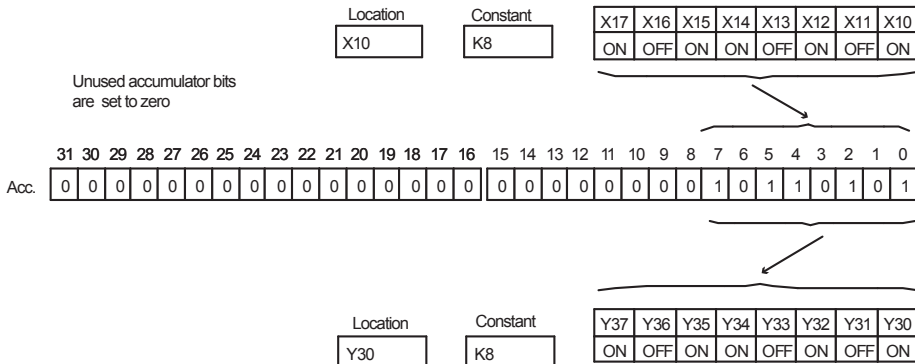 Location Constant X17 X16 X15 X14 X13 X12 X11 X10
X10 K8 ON OFF ON ON OFF ON OFF ON
Unused accumulator bits
are set to zero
31 30 29 28 27 26 25 24 23 22 21 20 19 18 17 16 15 14 13 12 11 10 9 8 7 6 5 4 3 2 1 0
Acc. 0 0 0 0 0 0 0 0 0 0 0 0 0 0 0 0 0 0 0 0 0 0 0 0 1 0 1 1 0 1 0 1
Location Constant Y37 Y36 Y35 Y34 Y33 Y32 Y31 Y30
Y30 K8 ON OFF ON ON OFF ON OFF ON